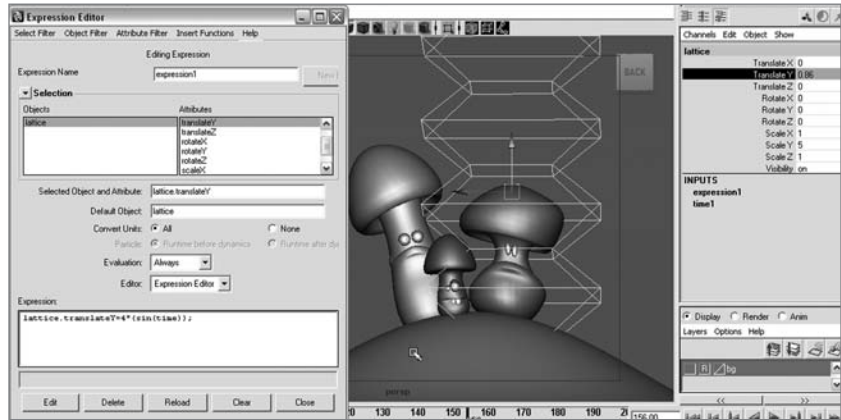 Expression Editor
Select Filter Object Filter Attribute Filter Insert Functions Help
Editing Expression
Expression Name expression1
Selection
Objects Attributes
lattice translateY
translateZ
rotateX
rotateY
rotateZ
scaleX
Selected Object and Attribute: lattice.translateY
Default Object: lattice
Convert Units: All None
Particle: Runtime before dynamics Runtime after
Evaluation: Always
Editor: Expression Editor
Expression:
lattice.translateY=4*(sin(time));
Edit Delete Reload Clear Close
BACK
persp
130 140 150 160 170 180 190
156.00
Channels Edit Object Show
lattice
Translate X 0
Translate Y 0.86
Translate Z 0
Rotate X 0
Rotate Y 0
Rotate Z 0
Scale X 1
Scale Y 5
Scale Z 1
Visibility on
INPUTS
expression1
time1
Display Render Anim
Layers Options Help
R bg